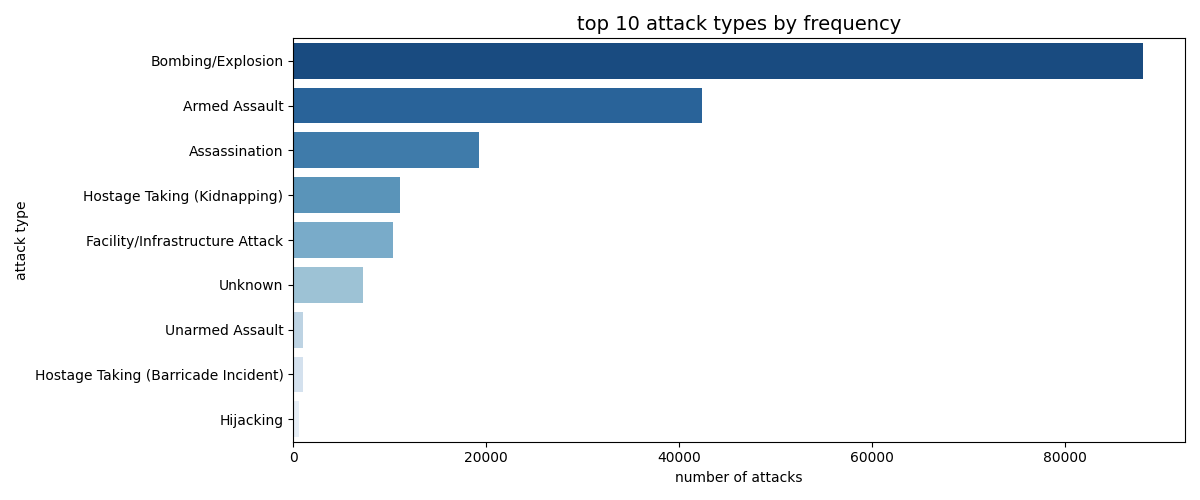 top 10 attack types by frequency
attack type
Bombing/Explosion
Armed Assault
Assassination
Hostage Taking (Kidnapping)
Facility/Infrastructure Attack
Unknown
Unarmed Assault
Hostage Taking (Barricade Incident)
Hijacking
0 20000 40000 60000 80000
number of attacks